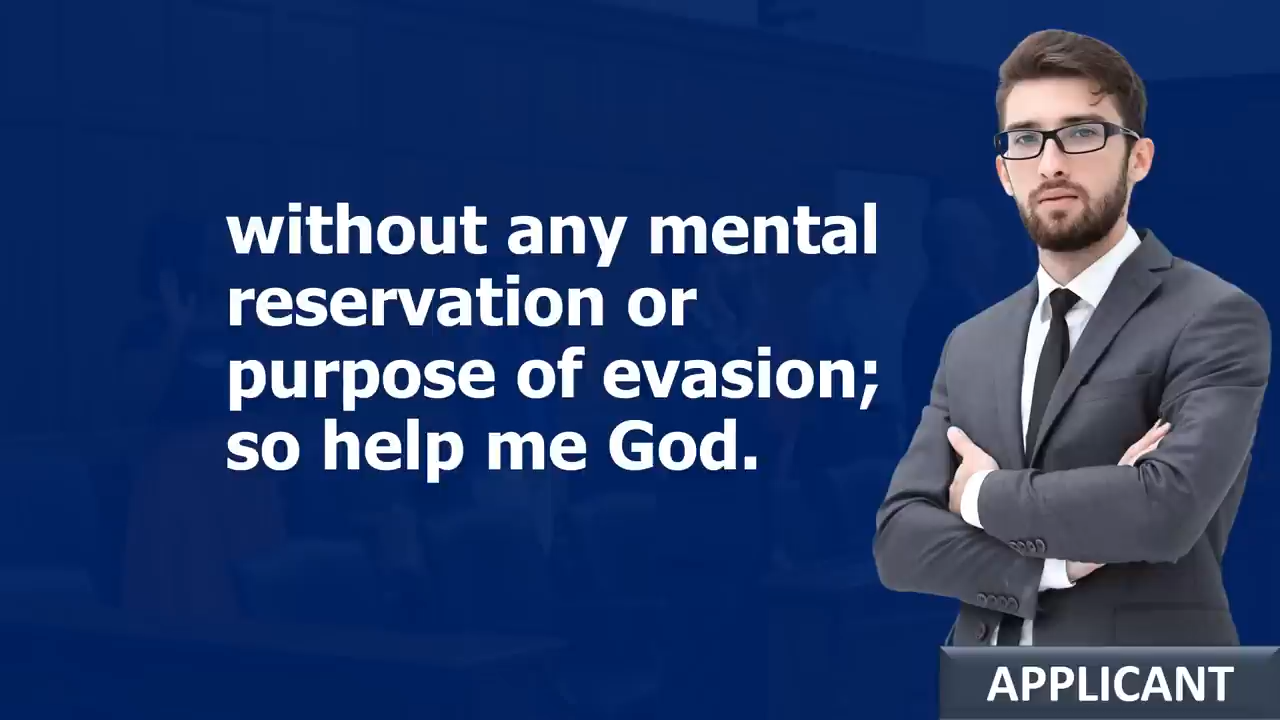 without any mental
reservation or
purpose of evasion;
so help me God.
APPLICANT